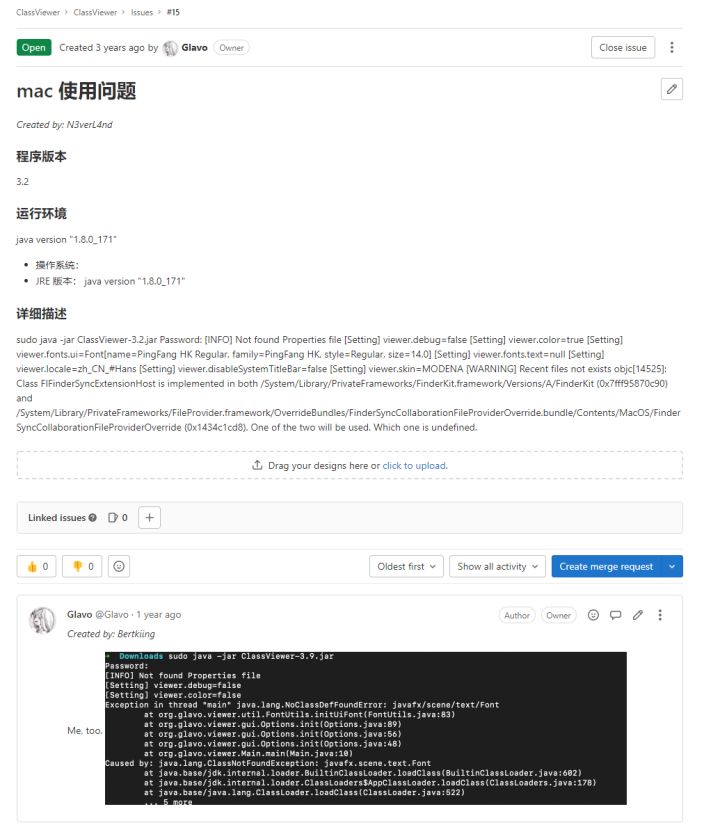 ClassViewer > ClassViewer > Issues > #15
Open Created 3 years ago by Glavo Owner Close issue
mac 使用问题
Created by: N3verL4nd
程序版本
3.2
运行环境
java version "1.8.0_171"
• 操作系统：
• JRE 版本： java version "1.8.0_171"
详细描述
sudo java -jar ClassViewer-3.2.jar Password: [INFO] Not found Properties file [Setting] viewer.debug=false [Setting] viewer.color=true [Setting]
viewer.fonts.ui=Font[name=PingFang HK Regular, family=PingFang HK, style=Regular, size=14.0] [Setting] viewer.fonts.text=null [Setting]
viewer.locale=zh_CN_#Hans [Setting] viewer.disableSystemTitleBar=false [Setting] viewer.skin=MODENA [WARNING] Recent files not exists objc[14525]:
Class FIFinderSyncExtensionHost is implemented in both /System/Library/PrivateFrameworks/FinderKit.framework/Versions/A/FinderKit (0x7fff95870c90)
and
/System/Library/PrivateFrameworks/FileProvider.framework/OverrideBundles/FinderSyncCollaborationFileProviderOverride.bundle/Contents/MacOS/Finder
SyncCollaborationFileProviderOverride (0x1434c1cd8). One of the two will be used. Which one is undefined.
Drag your designs here or click to upload.
Linked issues 0
0 0 Oldest first Show all activity Create merge request
Glavo @Glavo · 1 year ago Author Owner
Created by: Bertkiing
Downloads sudo java -jar ClassViewer-3.9.jar
Password:
[INFO] Not found Properties file
[Setting] viewer.debug=false
[Setting] viewer.color=false
Exception in thread "main" java.lang.NoClassDefFoundError: javafx/scene/text/Font
at org.glavo.viewer.util.FontUtils.initUiFont(FontUtils.java:83)
at org.glavo.viewer.gui.Options.init(Options.java:89)
at org.glavo.viewer.gui.Options.init(Options.java:56)
Me, too.
at org.glavo.viewer.gui.Options.init(Options.java:48)
at org.glavo.viewer.Main.main(Main.java:10)
Caused by: java.lang.ClassNotFoundException: javafx.scene.text.Font
at java.base/jdk.internal.loader.BuiltinClassLoader.loadClass(BuiltinClassLoader.java:602)
at java.base/jdk.internal.loader.ClassLoaders$AppClassLoader.loadClass(ClassLoaders.java:178)
at java.base/java.lang.ClassLoader.loadClass(ClassLoader.java:522)
... 5 more